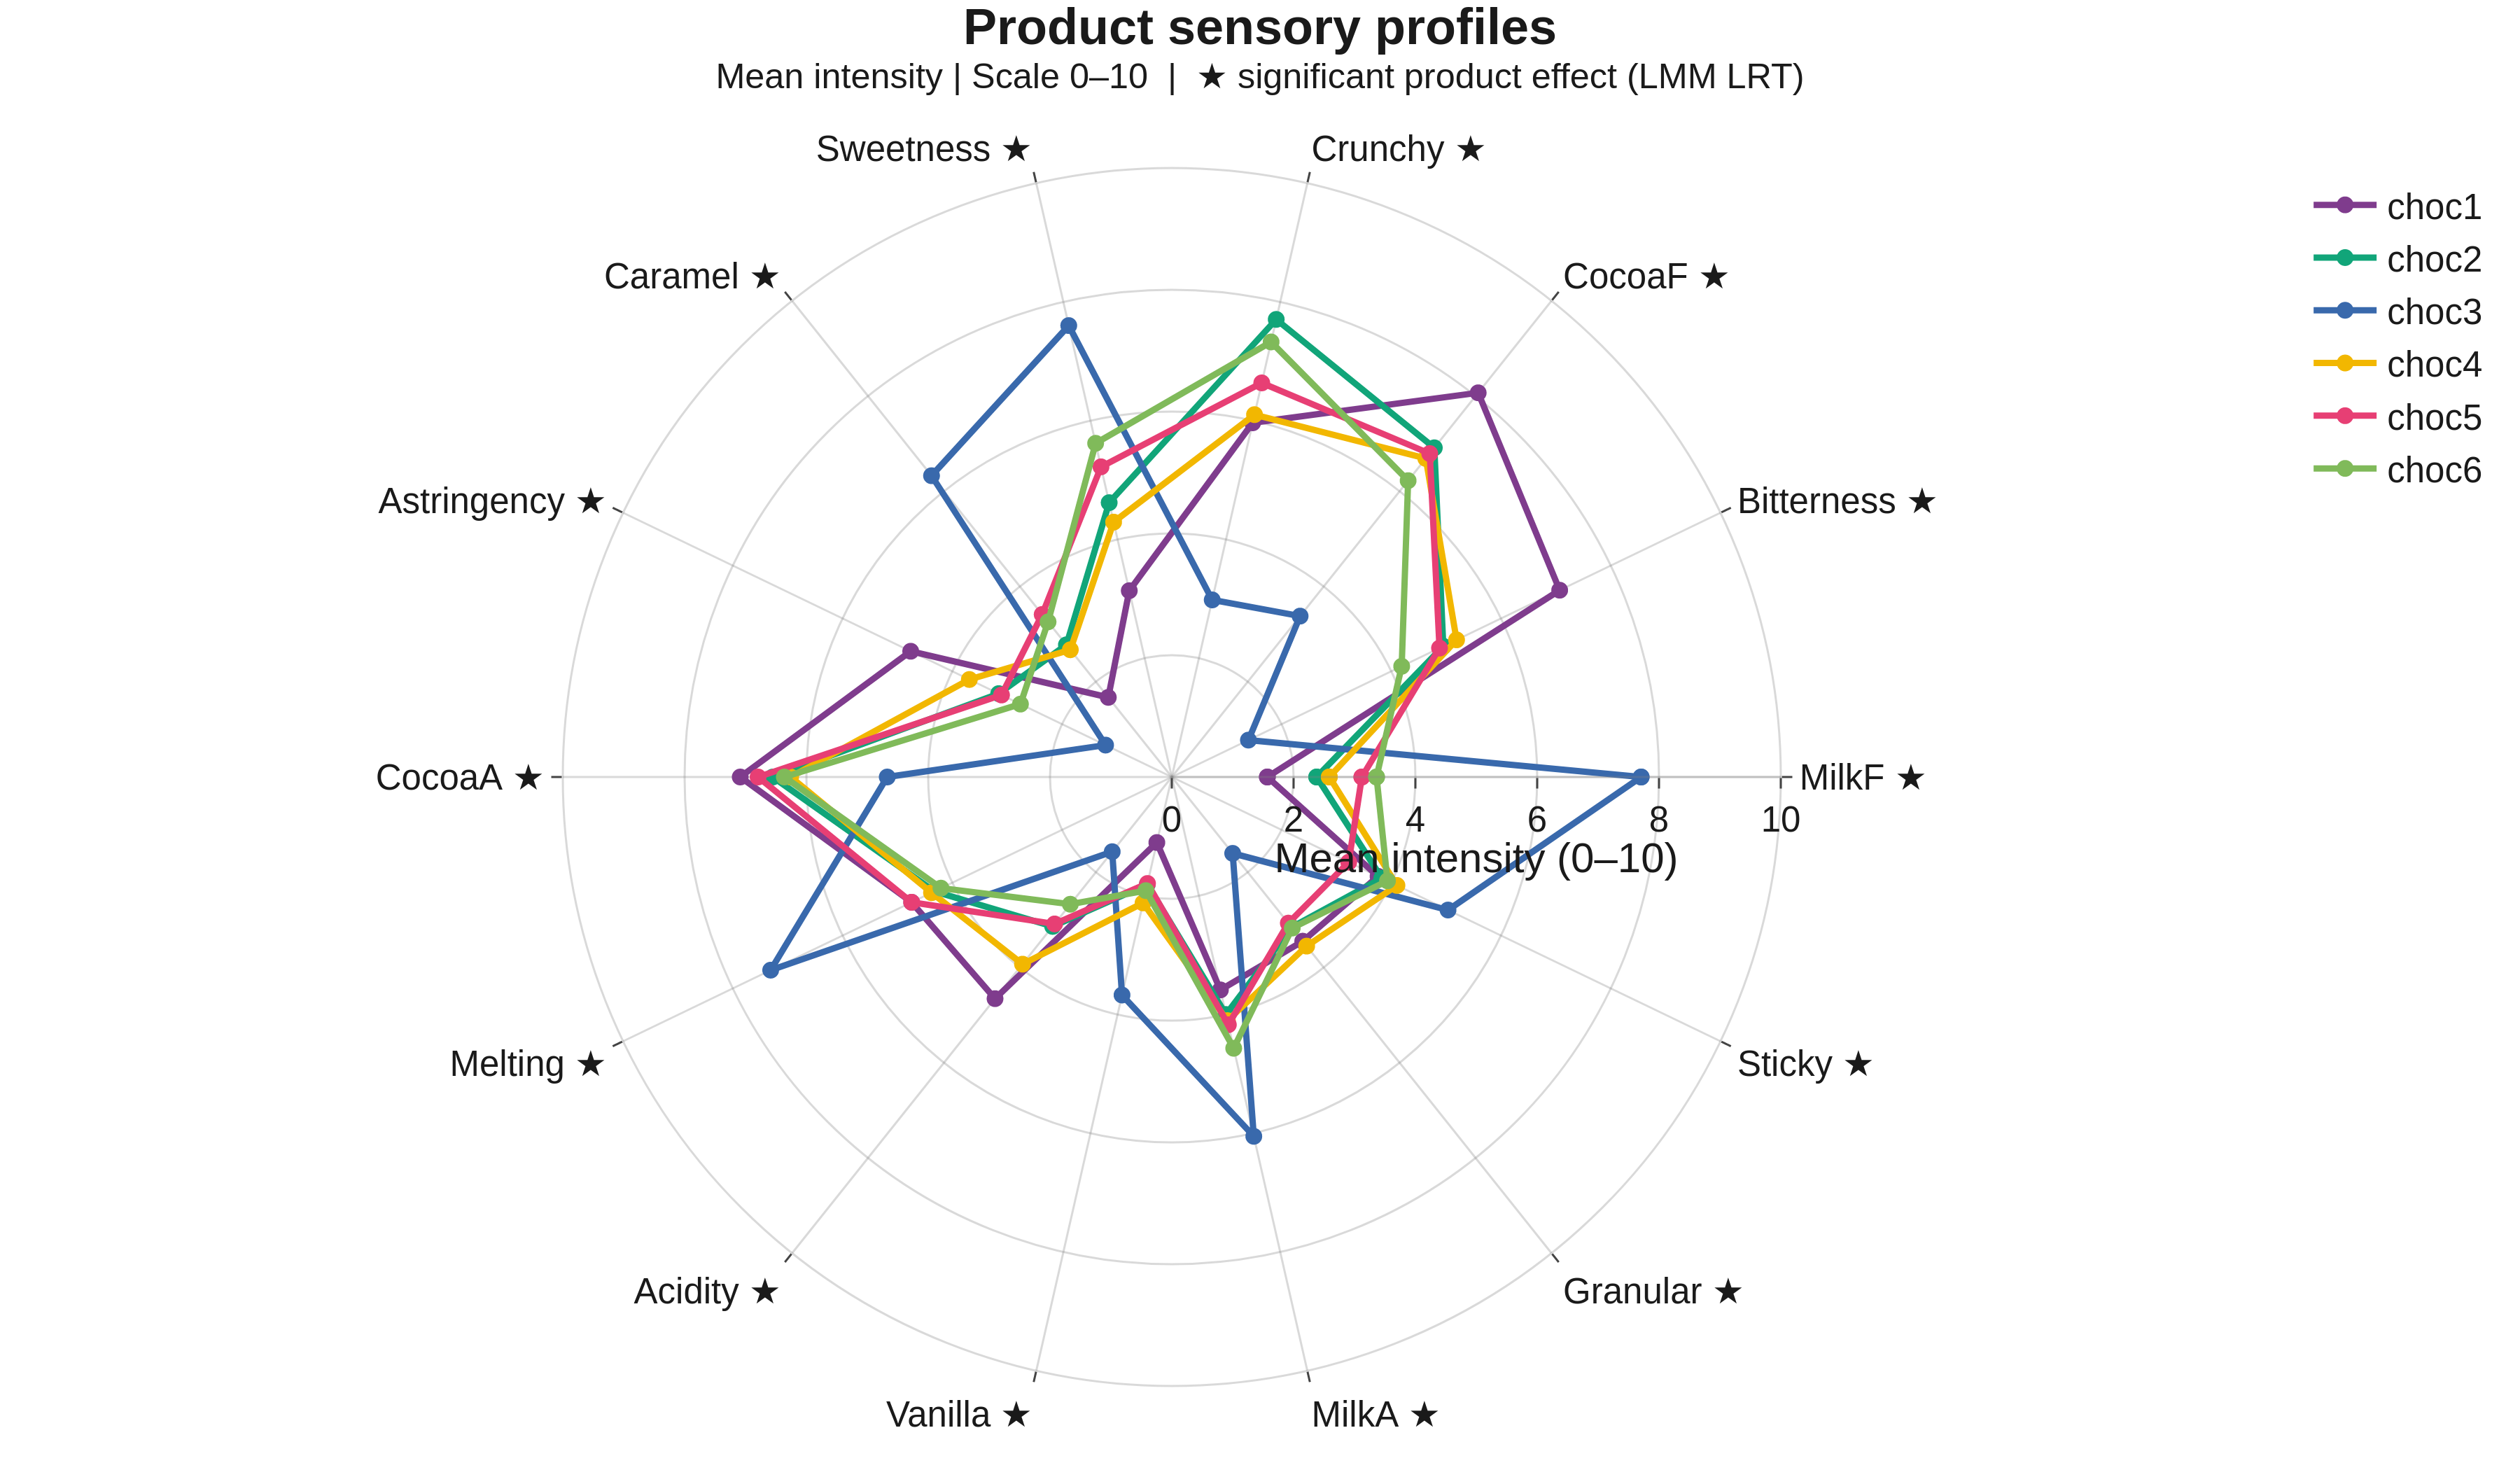 Product sensory profiles
Mean intensity | Scale 0–10 | ★ significant product effect (LMM LRT)
Sweetness ★
Crunchy ★
Caramel ★
CocoaF ★
Astringency ★
Bitterness ★
CocoaA ★
MilkF ★
0 2 4 6 8 10
Mean intensity (0–10)
Melting ★
Sticky ★
Acidity ★
Granular ★
Vanilla ★
MilkA ★
choc1
choc2
choc3
choc4
choc5
choc6